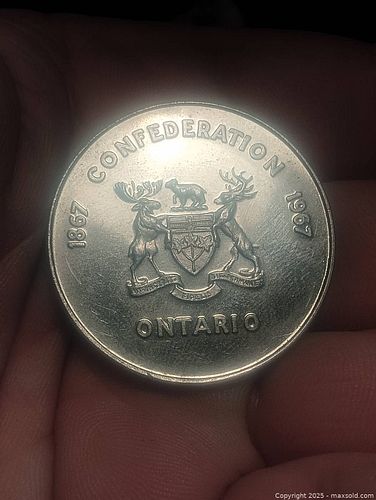 CONFEDERATION
1867 1967
ONTARIO
Copyright 2025 - maxsold.com